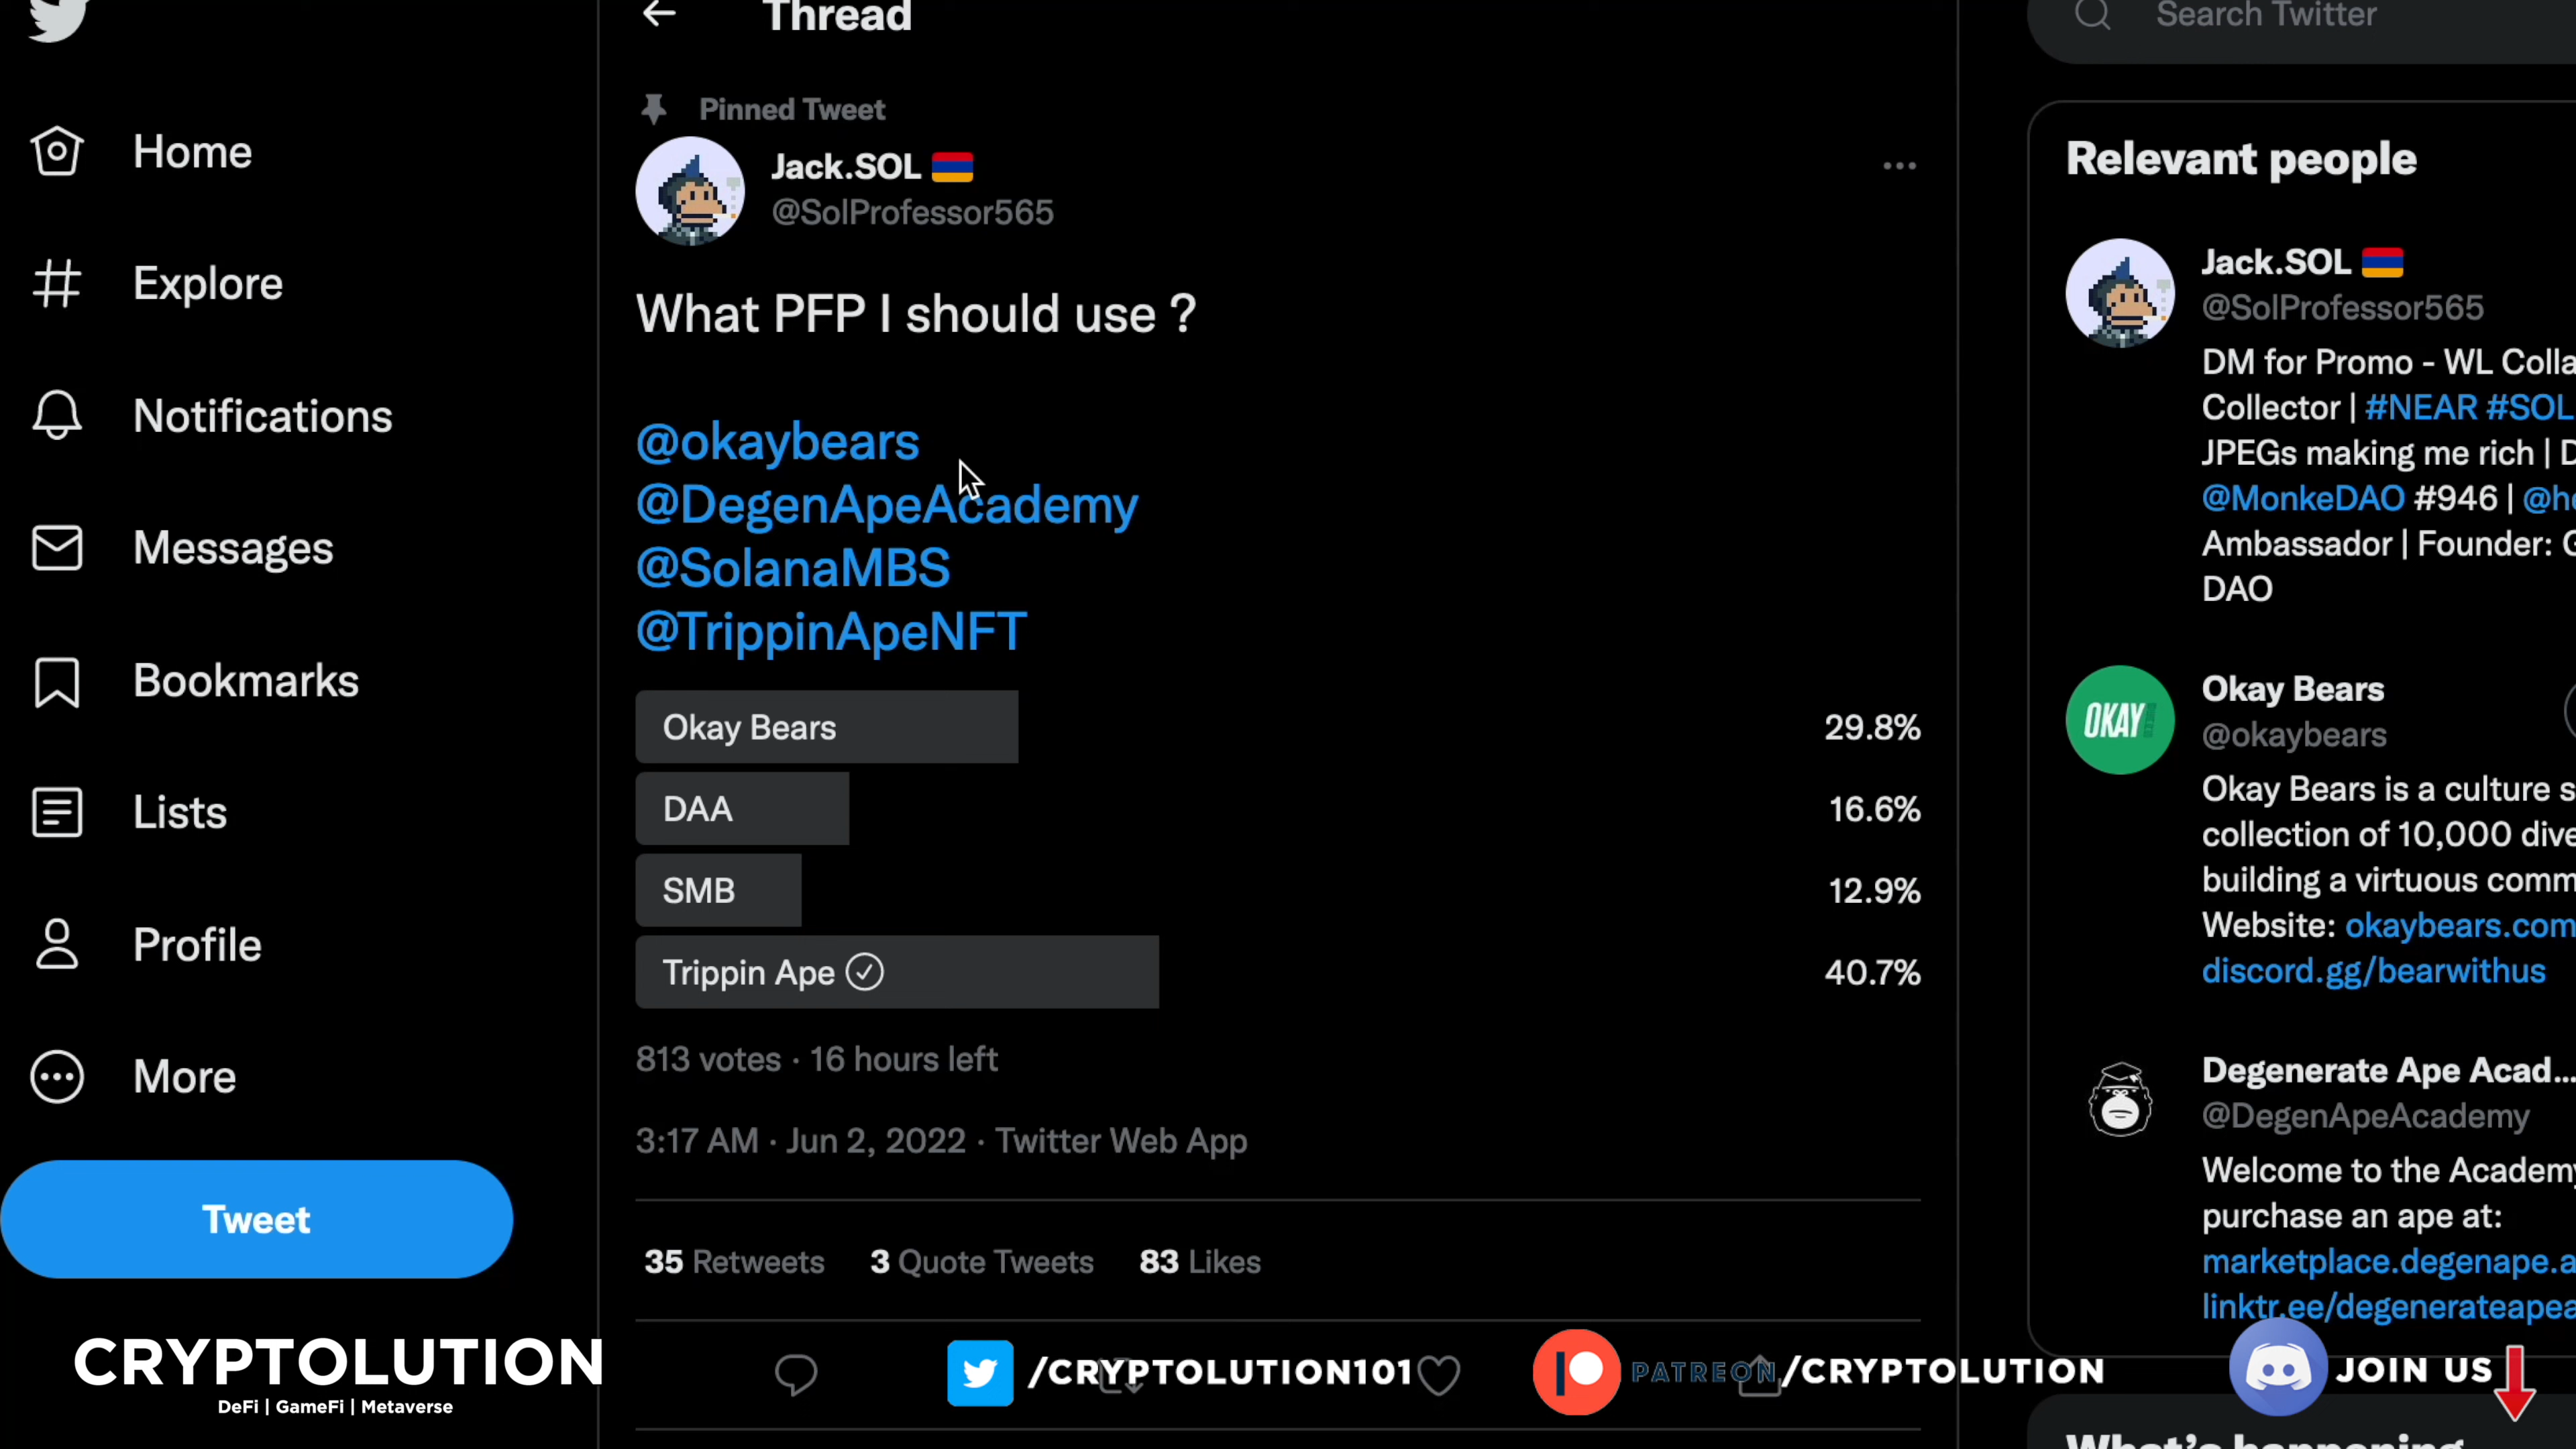 Home
Explore
Notifications
Messages
Bookmarks
Lists
Profile
More
Tweet
Thread
Pinned Tweet
Jack.SOL
@SolProfessor565
What PFP I should use ?
@okaybears
@DegenApeAcademy
@SolanaMBS
@TrippinApeNFT
Okay Bears 29.8%
DAA 16.6%
SMB 12.9%
Trippin Ape 40.7%
813 votes · 16 hours left
3:17 AM · Jun 2, 2022 · Twitter Web App
35 Retweets 3 Quote Tweets 83 Likes
Search Twitter
Relevant people
Jack.SOL
@SolProfessor565
DM for Promo - WL Colla
Collector | #NEAR #SOL
JPEGs making me rich | D
@MonkeDAO #946 | @h
Ambassador | Founder: G
DAO
OKAY
Okay Bears
@okaybears
Okay Bears is a culture s
collection of 10,000 dive
building a virtuous comm
Website: okaybears.com
discord.gg/bearwithus
Degenerate Ape Acad...
@DegenApeAcademy
Welcome to the Academy
purchase an ape at:
marketplace.degenape.a
linktr.ee/degenerateapea
What's happening
CRYPTOLUTION
DeFi | GameFi | Metaverse
/CRYPTOLUTION101
PATREON/CRYPTOLUTION
JOIN US